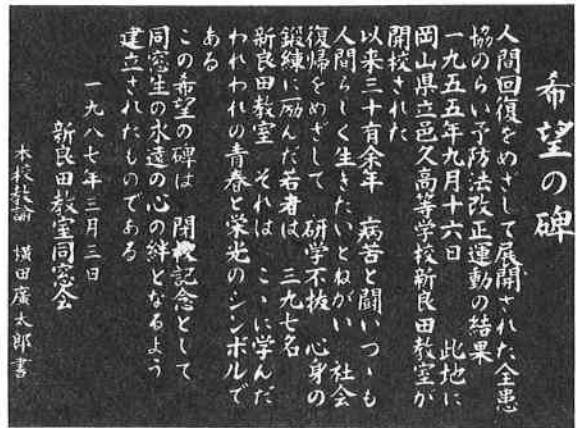 希望の碑
人間回復をめざして展開された全患
協のらい予防法改正運動の結果
一九五五年九月十六日　此地に
岡山県立邑久高等学校新良田教室が
開校された
以来三十有余年　病苦と闘いつゝも
人間らしく生きたいとねがい　社会
復帰をめざして　研学不抜　心身の
鍛練に励んだ若者は　三九七名
新良田教室　それは　こゝに学んだ
われわれの青春と栄光のシンボルで
ある
この希望の碑は　開校記念として
同窓生の永遠の心の絆となるよう
建立されたものである
一九八七年三月三日
新良田教室同窓会
本校教諭　横田廣太郎書